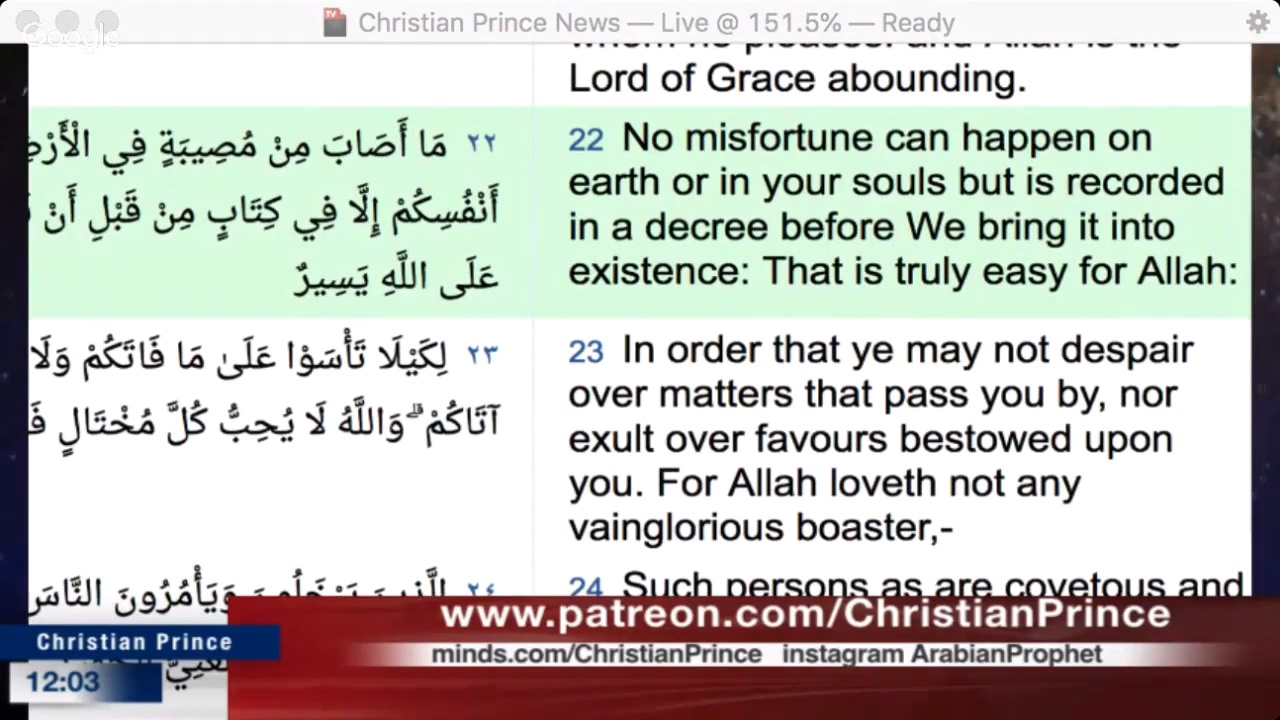 Christian Prince News — Live @ 151.5% — Ready
Google
Lord of Grace abounding.
٢٢ مَا أَصَابَ مِنْ مُصِيبَةٍ فِي
أَنْفُسِكُمْ إِلَّا فِي كِتَابٍ مِنْ قَبْلِ أَنْ
عَلَى اللَّهِ يَسِيرٌ
22 No misfortune can happen on
earth or in your souls but is recorded
in a decree before We bring it into
existence: That is truly easy for Allah:
٢٣ لِكَيْلَا تَأْسَوْا عَلَىٰ مَا فَاتَكُمْ وَلَا
آتَاكُمْ ۗ وَاللَّهُ لَا يُحِبُّ كُلَّ مُخْتَالٍ
23 In order that ye may not despair
over matters that pass you by, nor
exult over favours bestowed upon
you. For Allah loveth not any
vainglorious boaster,-
٢٤ وَيَأْمُرُونَ النَّاسَ
24 Such persons as are covetous and
www.patreon.com/ChristianPrince
Christian Prince
minds.com/ChristianPrince instagram ArabianProphet
12:03